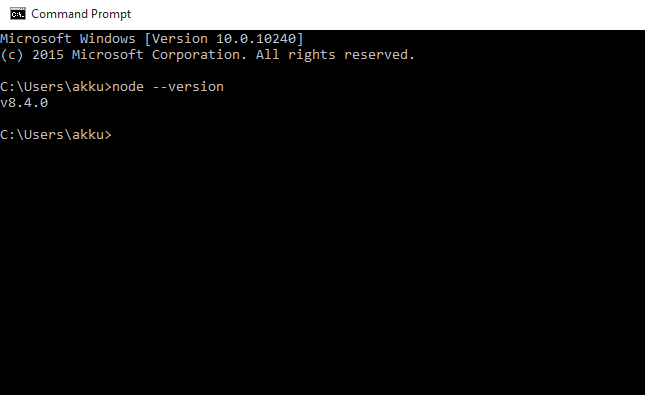 Command Prompt
Microsoft Windows [Version 10.0.10240]
(c) 2015 Microsoft Corporation. All rights reserved.
C:\Users\akku>node --version
v8.4.0
C:\Users\akku>